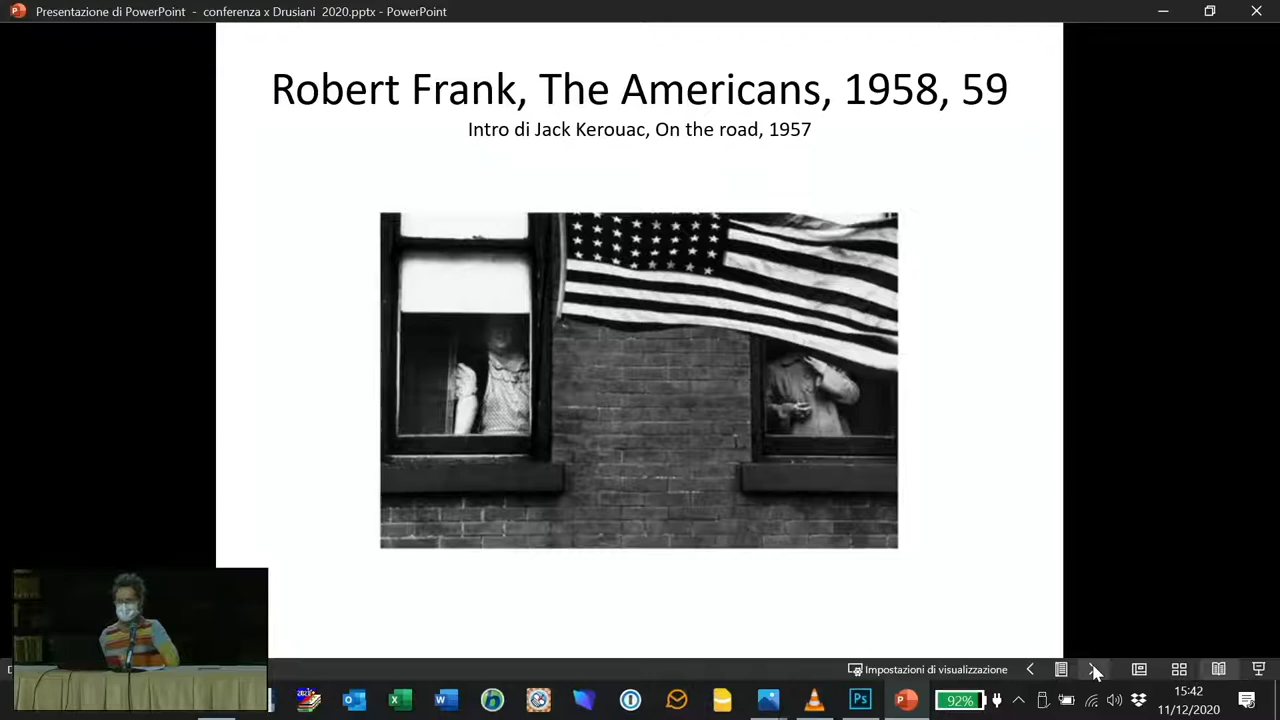 Presentazione di PowerPoint - conferenza x Drusiani 2020.pptx - PowerPoint
Robert Frank, The Americans, 1958, 59
Intro di Jack Kerouac, On the road, 1957
Impostazioni di visualizzazione
Ps
92%
15:42
11/12/2020